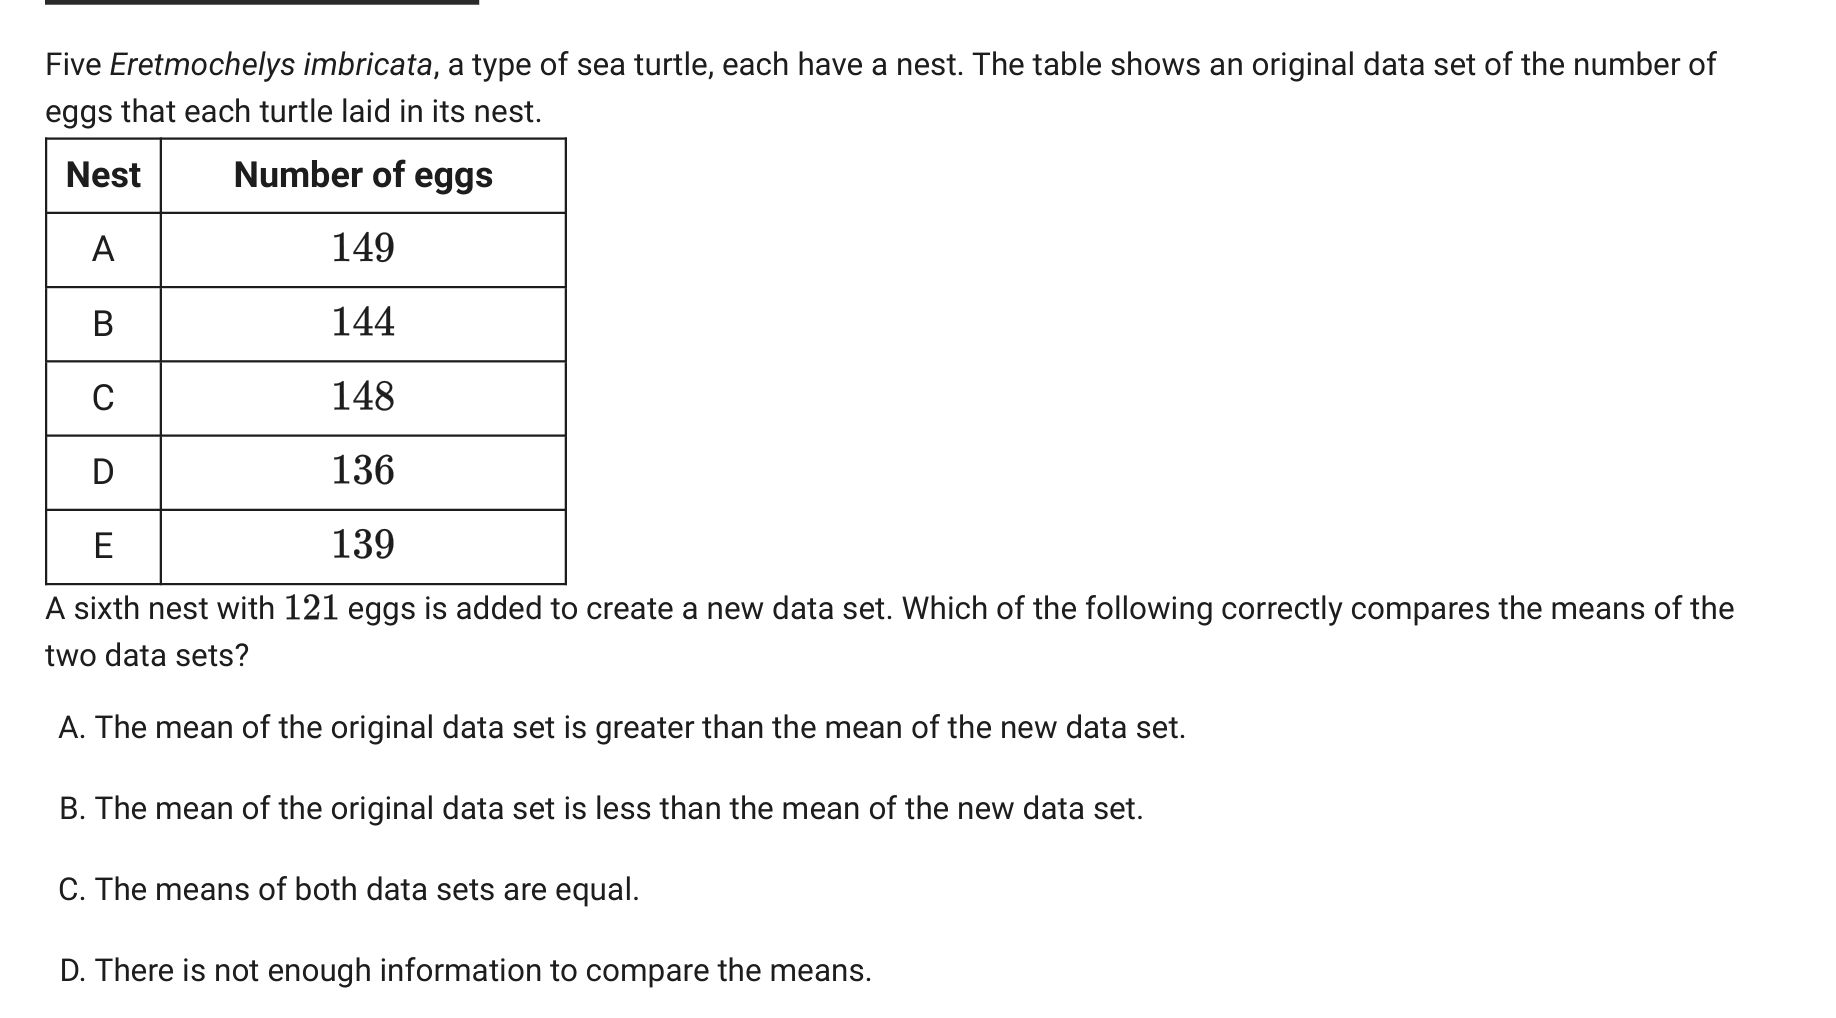 Five Eretmochelys imbricata, a type of sea turtle, each have a nest. The table shows an original data set of the number of
eggs that each turtle laid in its nest.
Nest Number of eggs
A 149
B 144
C 148
D 136
E 139
A sixth nest with 121 eggs is added to create a new data set. Which of the following correctly compares the means of the
two data sets?
A. The mean of the original data set is greater than the mean of the new data set.
B. The mean of the original data set is less than the mean of the new data set.
C. The means of both data sets are equal.
D. There is not enough information to compare the means.